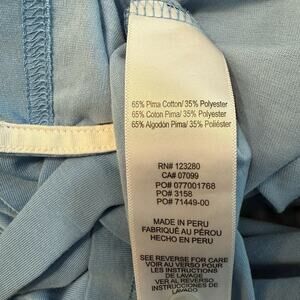 65% Pima Cotton/ 35% Polyester
65% Coton Pima/ 35% Polyester
65% Algodón Pima/ 35% Poliéster
RN# 123280
CA# 07099
PO# 077001768
PO# 3158
PO# 71449-00
MADE IN PERU
FABRIQUÉ AU PÉROU
HECHO EN PERU
SEE REVERSE FOR CARE
VOIR AU VERSO POUR
LES INSTRUCTIONS
DE LAVAGE
VER AL REVERSO
INSTRUCCIONES DE
LAVADO